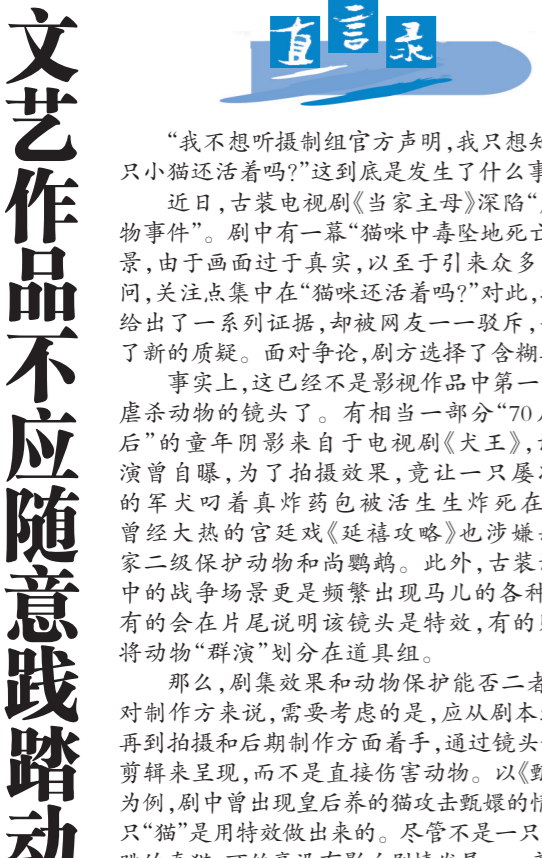 直言录
文艺作品不应随意践踏动
“我不想听摄制组官方声明,我只想知
只小猫还活着吗?”这到底是发生了什么事
近日,古装电视剧《当家主母》深陷“
物事件”。剧中有一幕“猫咪中毒坠地死亡
景,由于画面过于真实,以至于引来众多
问,关注点集中在“猫咪还活着吗?”对此,
给出了一系列证据,却被网友一一驳斥,
了新的质疑。面对争论,剧方选择了含糊
事实上,这已经不是影视作品中第一
虐杀动物的镜头了。有相当一部分“70
后”的童年阴影来自于电视剧《犬王》,
演曾自曝,为了拍摄效果,竟让一只屡
的军犬叼着真炸药包被活生生炸死在
曾经大热的宫廷戏《延禧攻略》也涉嫌
家二级保护动物和尚鹦鹉。此外,古装
中的战争场景更是频繁出现马儿的各种
有的会在片尾说明该镜头是特效,有的
将动物“群演”划分在道具组。
那么,剧集效果和动物保护能否二者
对制作方来说,需要考虑的是,应从剧本
再到拍摄和后期制作方面着手,通过镜头
剪辑来呈现,而不是直接伤害动物。以《甄
为例,剧中曾出现皇后养的猫攻击甄嬛的情
只“猫”是用特效做出来的。尽管不是一只